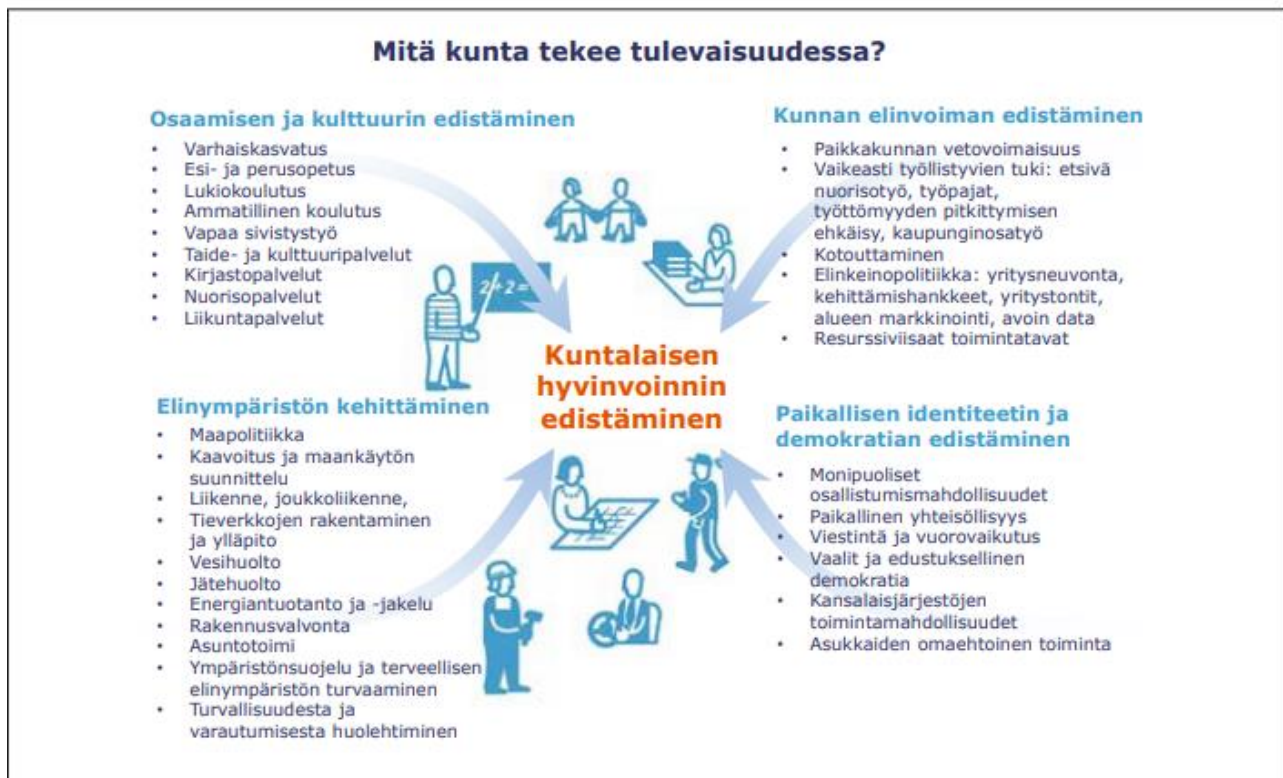 Mitä kunta tekee tulevaisuudessa?
Osaamisen ja kulttuurin edistäminen
• Varhaiskasvatus
• Esi- ja perusopetus
• Lukiokoulutus
• Ammatillinen koulutus
• Vapaa sivistystyö
• Taide- ja kulttuuripalvelut
• Kirjastopalvelut
• Nuorisopalvelut
• Liikuntapalvelut
2+2=
Kunnan elinvoiman edistäminen
• Paikkakunnan vetovoimaisuus
• Vaikeasti työllistyvien tuki: etsivä
nuorisotyö, työpajat,
työttömyyden pitkittymisen
ehkäisy, kaupunginosatyö
• Kotouttaminen
• Elinkeinopolitiikka: yritysneuvonta,
kehittämishankkeet, yritystontit,
alueen markkinointi, avoin data
• Resurssiviisaat toimintatavat
Kuntalaisen
hyvinvoinnin
edistäminen
Elinympäristön kehittäminen
• Maapolitiikka
• Kaavoitus ja maankäytön
suunnittelu
• Liikenne, joukkoliikenne,
• Tieverkkojen rakentaminen
ja ylläpito
• Vesihuolto
• Jätehuolto
• Energiantuotanto ja -jakelu
• Rakennusvalvonta
• Asuntotoimi
• Ympäristönsuojelu ja terveellisen
elinympäristön turvaaminen
• Turvallisuudesta ja
varautumisesta huolehtiminen
Paikallisen identiteetin ja
demokratian edistäminen
• Monipuoliset
osallistumismahdollisuudet
• Paikallinen yhteisöllisyys
• Viestintä ja vuorovaikutus
• Vaalit ja edustuksellinen
demokratia
• Kansalaisjärjestöjen
toimintamahdollisuudet
• Asukkaiden omaehtoinen toiminta